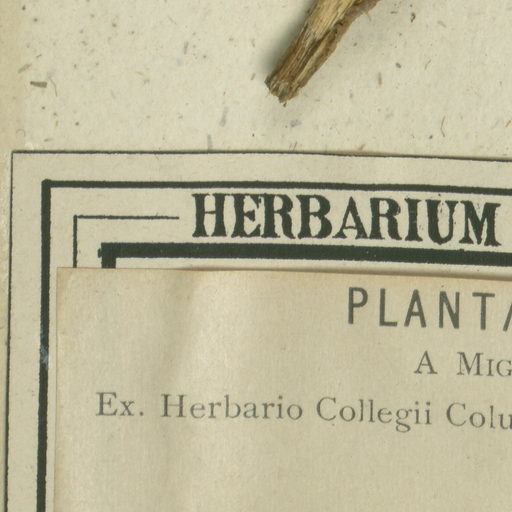 HERBARIUM
PLANTA
A MIG
Ex. Herbario Collegii Colu